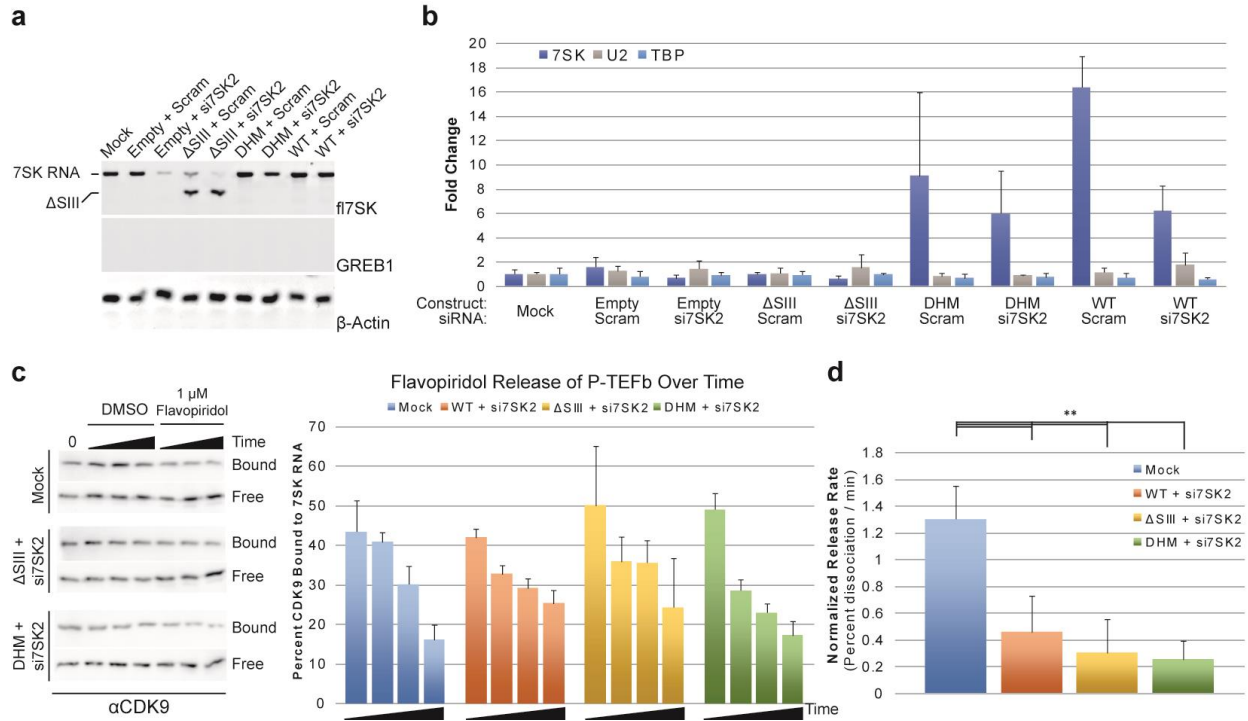 a
Mock
Empty + Scram
Empty + si7SK2
ΔSIII + Scram
ΔSIII + si7SK2
DHM + Scram
DHM + si7SK2
WT + Scram
WT + si7SK2
7SK RNA
ΔSIII
fl7SK
GREB1
β-Actin
b
Fold Change
20
18
16
14
12
10
8
6
4
2
0
7SK U2 TBP
Construct:
siRNA:
Mock
Empty
Scram
Empty
si7SK2
ΔSIII
Scram
ΔSIII
si7SK2
DHM
Scram
DHM
si7SK2
WT
Scram
WT
si7SK2
c
DMSO
1 µM
Flavopiridol
0
Time
Mock
Bound
Free
ΔSIII +
si7SK2
Bound
Free
DHM +
si7SK2
Bound
Free
αCDK9
Flavopiridol Release of P-TEFb Over Time
Mock WT + si7SK2 ΔSIII + si7SK2 DHM + si7SK2
Percent CDK9 Bound to 7SK RNA
70
60
50
40
30
20
10
0
Time
d
**
Normalized Release Rate
(Percent dissociation / min)
1.8
1.6
1.4
1.2
1
0.8
0.6
0.4
0.2
0
Mock
WT + si7SK2
ΔSIII + si7SK2
DHM + si7SK2